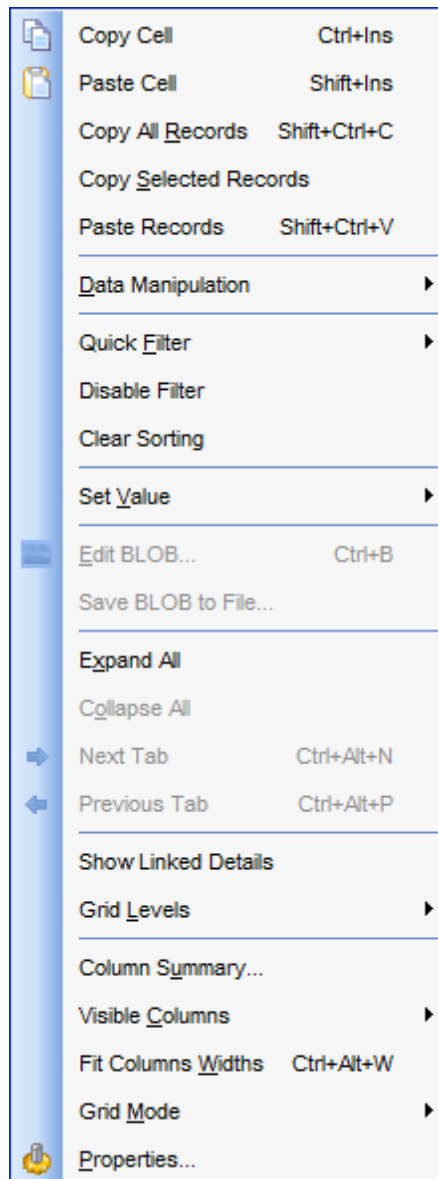 Copy Cell Ctrl+Ins
Paste Cell Shift+Ins
Copy All Records Shift+Ctrl+C
Copy Selected Records
Paste Records Shift+Ctrl+V
Data Manipulation
Quick Filter
Disable Filter
Clear Sorting
Set Value
Edit BLOB... Ctrl+B
Save BLOB to File...
Expand All
Collapse All
Next Tab Ctrl+Alt+N
Previous Tab Ctrl+Alt+P
Show Linked Details
Grid Levels
Column Summary...
Visible Columns
Fit Columns Widths Ctrl+Alt+W
Grid Mode
Properties...